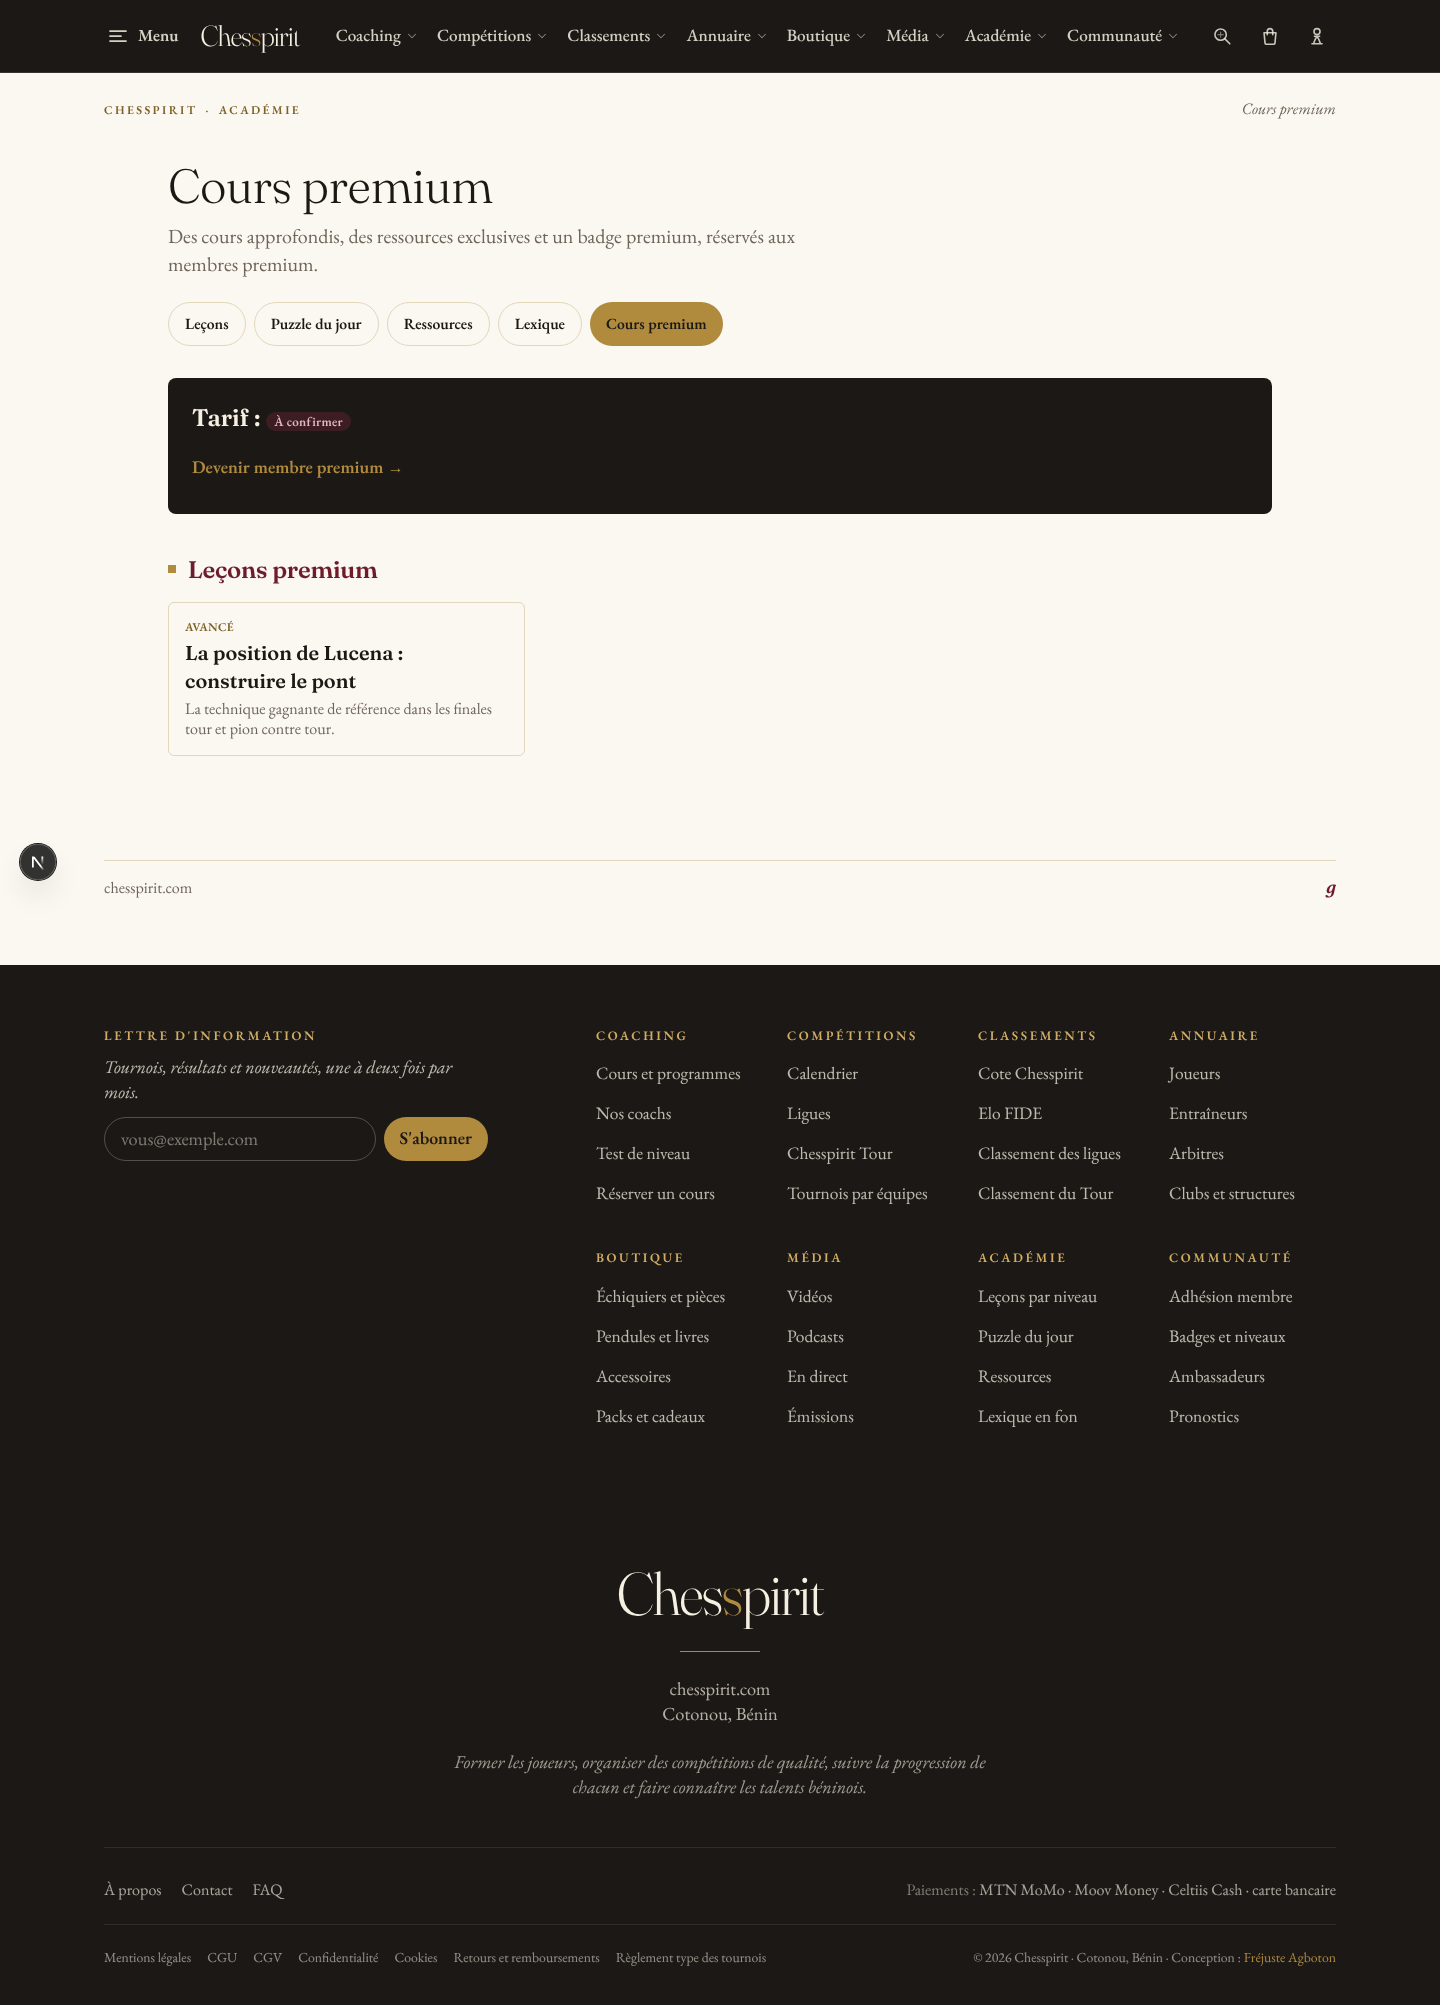 Menu
Chesspirit
Coaching
Compétitions
Classements
Annuaire
Boutique
Média
Académie
Communauté
CHESSPIRIT · ACADÉMIE
Cours premium
Cours premium
Des cours approfondis, des ressources exclusives et un badge premium, réservés aux
membres premium.
Leçons
Puzzle du jour
Ressources
Lexique
Cours premium
Tarif : À confirmer
Devenir membre premium →
Leçons premium
AVANCÉ
La position de Lucena :
construire le pont
La technique gagnante de référence dans les finales
tour et pion contre tour.
N
chesspirit.com
g
LETTRE D'INFORMATION
Tournois, résultats et nouveautés, une à deux fois par
mois.
vous@exemple.com
S'abonner
COACHING
Cours et programmes
Nos coachs
Test de niveau
Réserver un cours
COMPÉTITIONS
Calendrier
Ligues
Chesspirit Tour
Tournois par équipes
CLASSEMENTS
Cote Chesspirit
Elo FIDE
Classement des ligues
Classement du Tour
ANNUAIRE
Joueurs
Entraîneurs
Arbitres
Clubs et structures
BOUTIQUE
Échiquiers et pièces
Pendules et livres
Accessoires
Packs et cadeaux
MÉDIA
Vidéos
Podcasts
En direct
Émissions
ACADÉMIE
Leçons par niveau
Puzzle du jour
Ressources
Lexique en fon
COMMUNAUTÉ
Adhésion membre
Badges et niveaux
Ambassadeurs
Pronostics
Chesspirit
chesspirit.com
Cotonou, Bénin
Former les joueurs, organiser des compétitions de qualité, suivre la progression de
chacun et faire connaître les talents béninois.
À propos
Contact
FAQ
Paiements : MTN MoMo · Moov Money · Celtiis Cash · carte bancaire
Mentions légales
CGU
CGV
Confidentialité
Cookies
Retours et remboursements
Règlement type des tournois
© 2026 Chesspirit · Cotonou, Bénin · Conception : Fréjuste Agboton